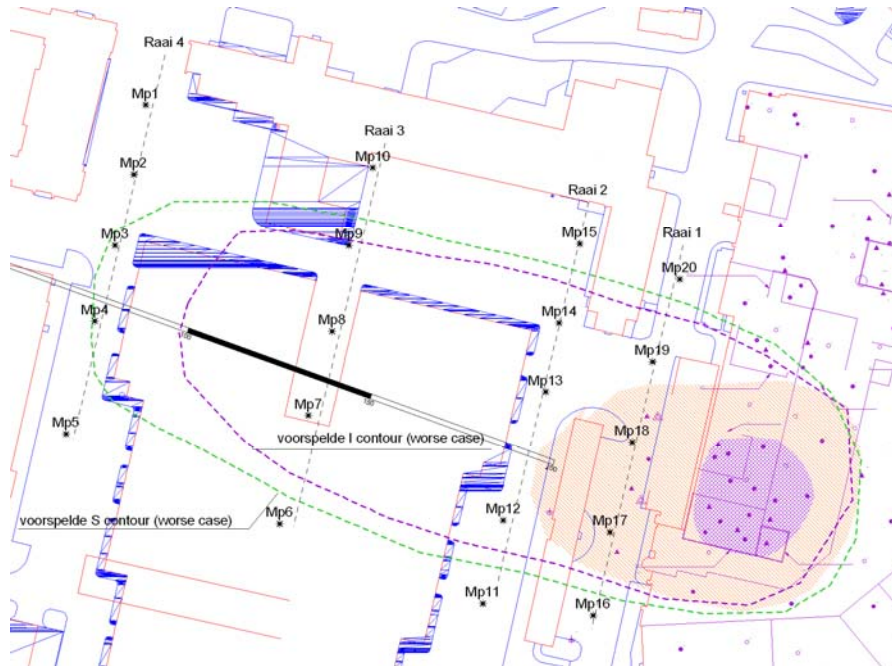 Raai 4
Mp1
Raai 3
Mp10
Mp2
Raai 2
Mp3
Mp9
Mp15
Raai 1
Mp20
Mp4
Mp8
Mp14
Mp19
Mp13
Mp5
Mp7
voorspelde I contour (worse case)
Mp18
voorspelde S contour (worse case)
Mp6
Mp12
Mp17
Mp11
Mp16